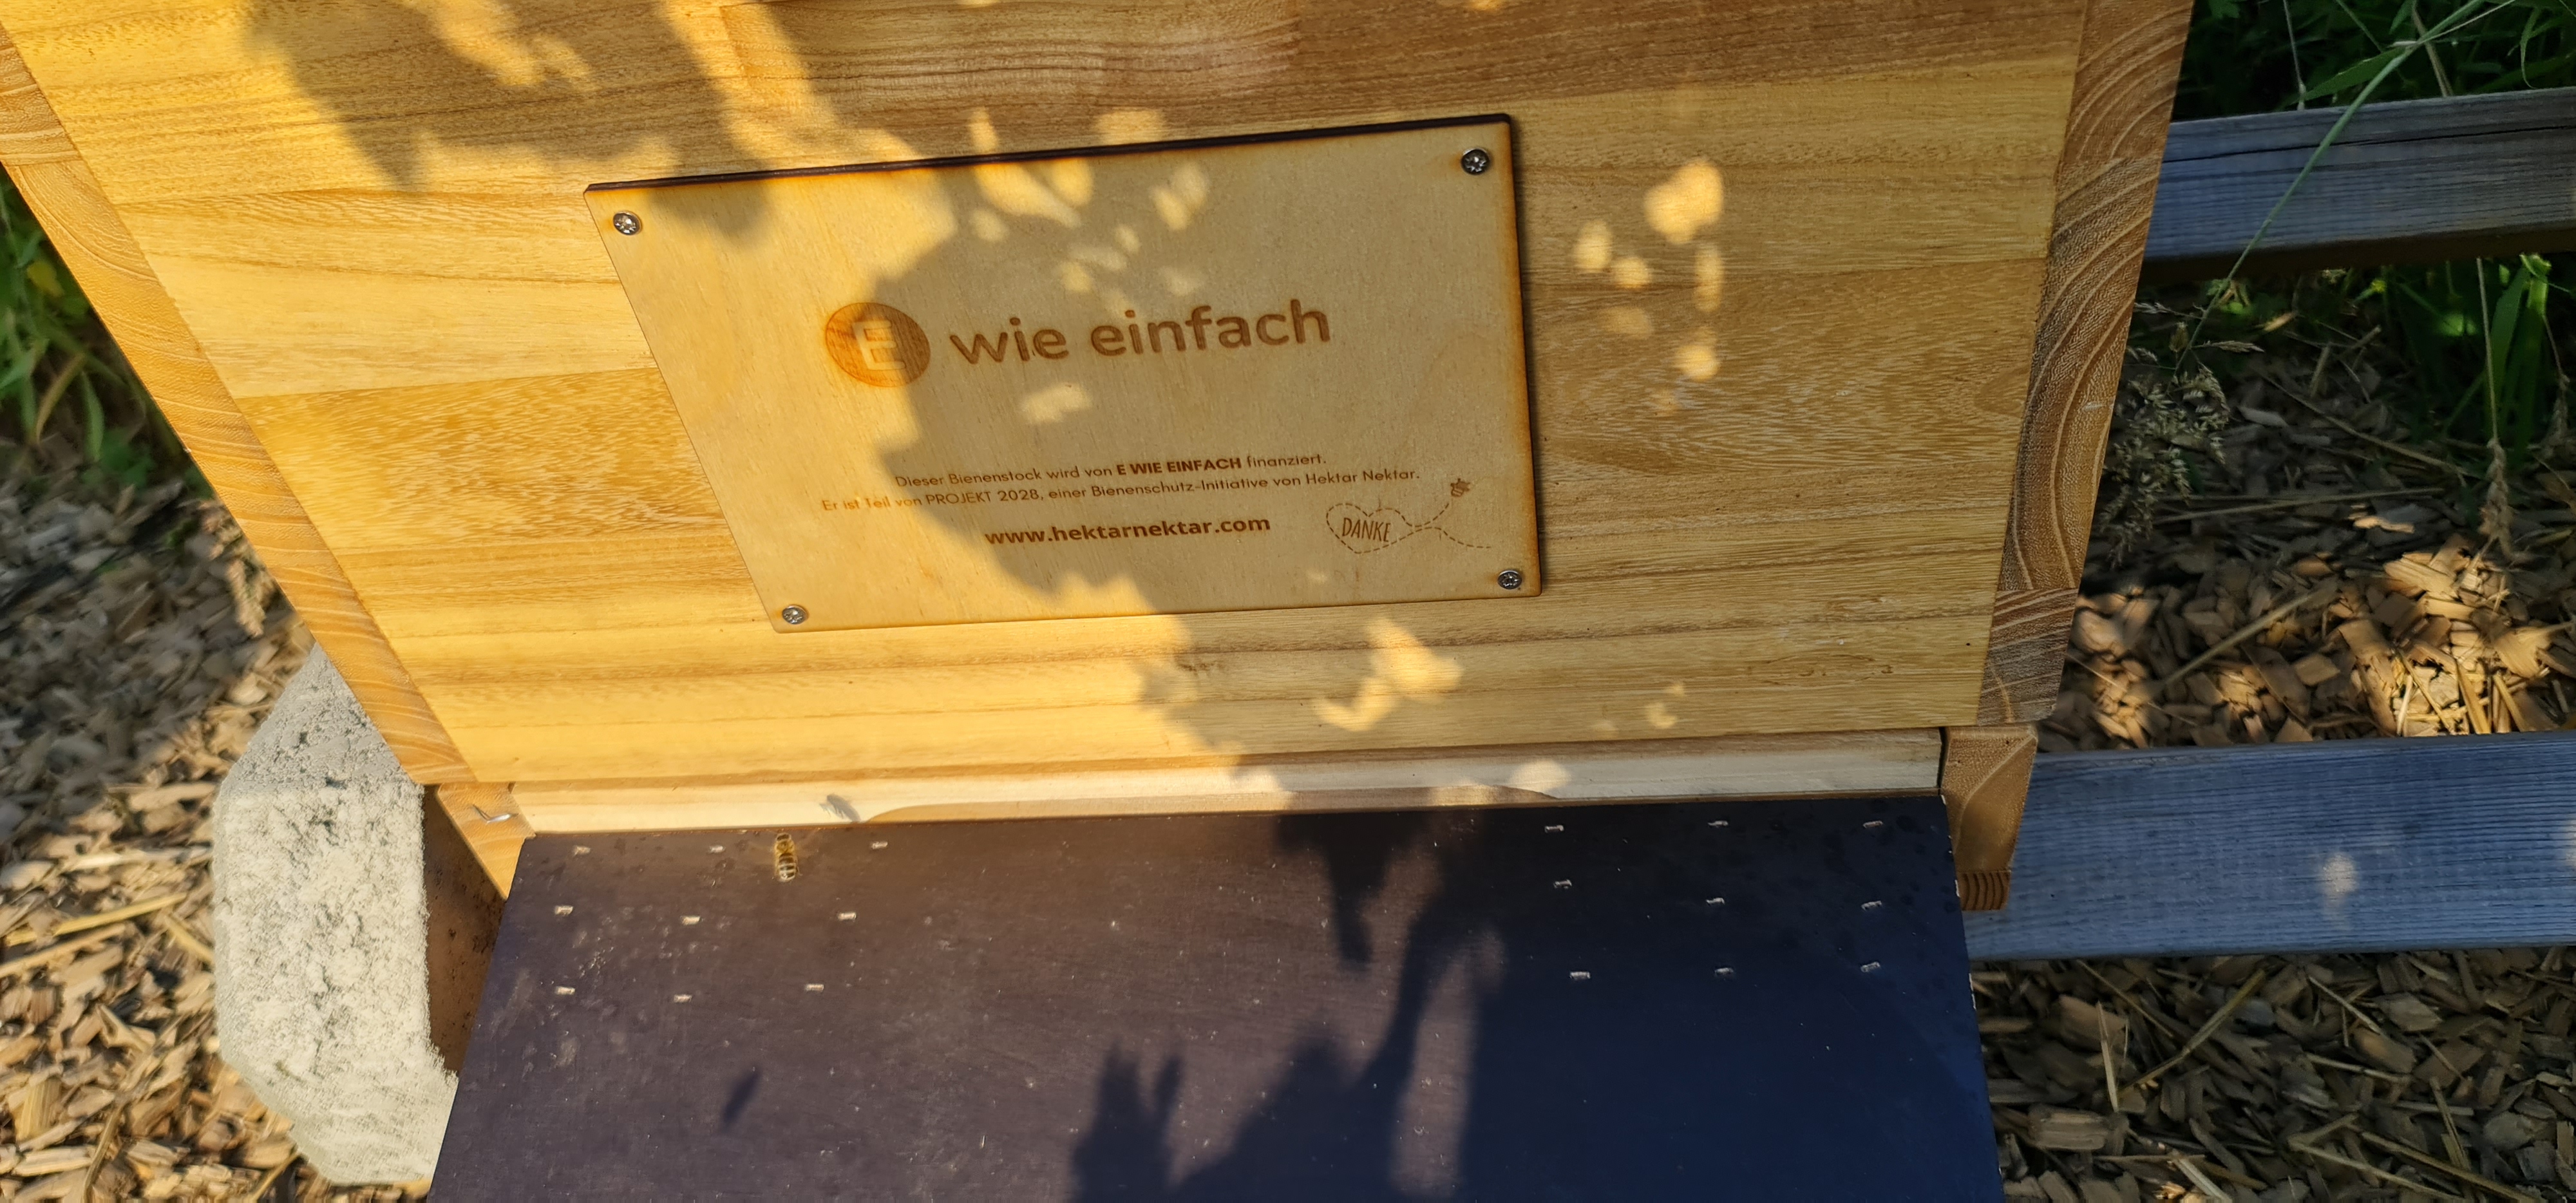 E wie einfach
Dieser Bienenstock wird von E WIE EINFACH finanziert.
Er ist Teil von PROJEKT 2028, einer Bienenschutz-Initiative von Hektar Nektar.
www.hektarnektar.com
DANKE